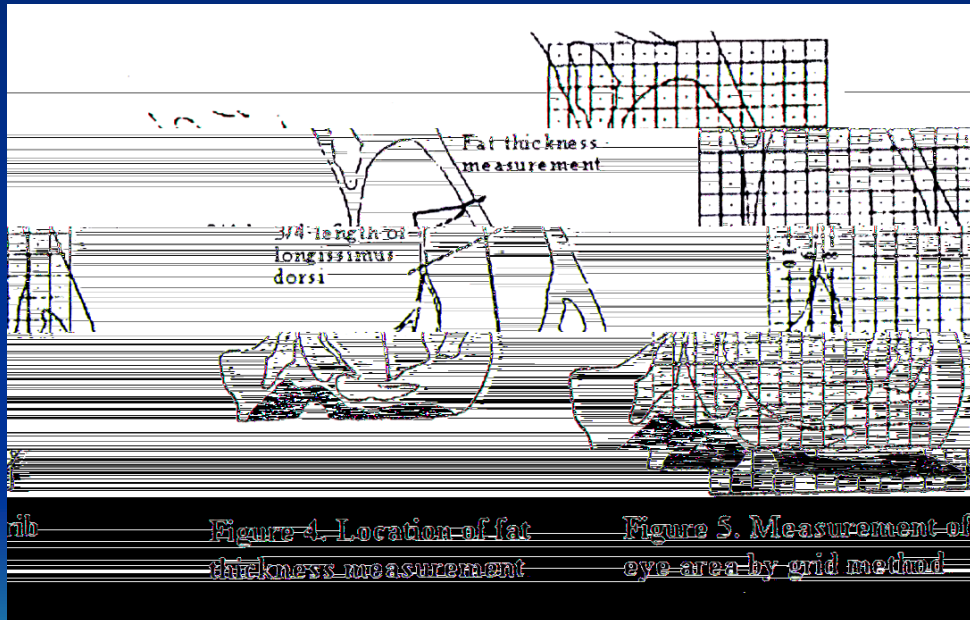 Fat thickness
measurement
3/4 length of
longissimus
dorsi
rib
Figure 4. Location of fat
thickness measurement
Figure 5. Measurement of
eye area by grid method